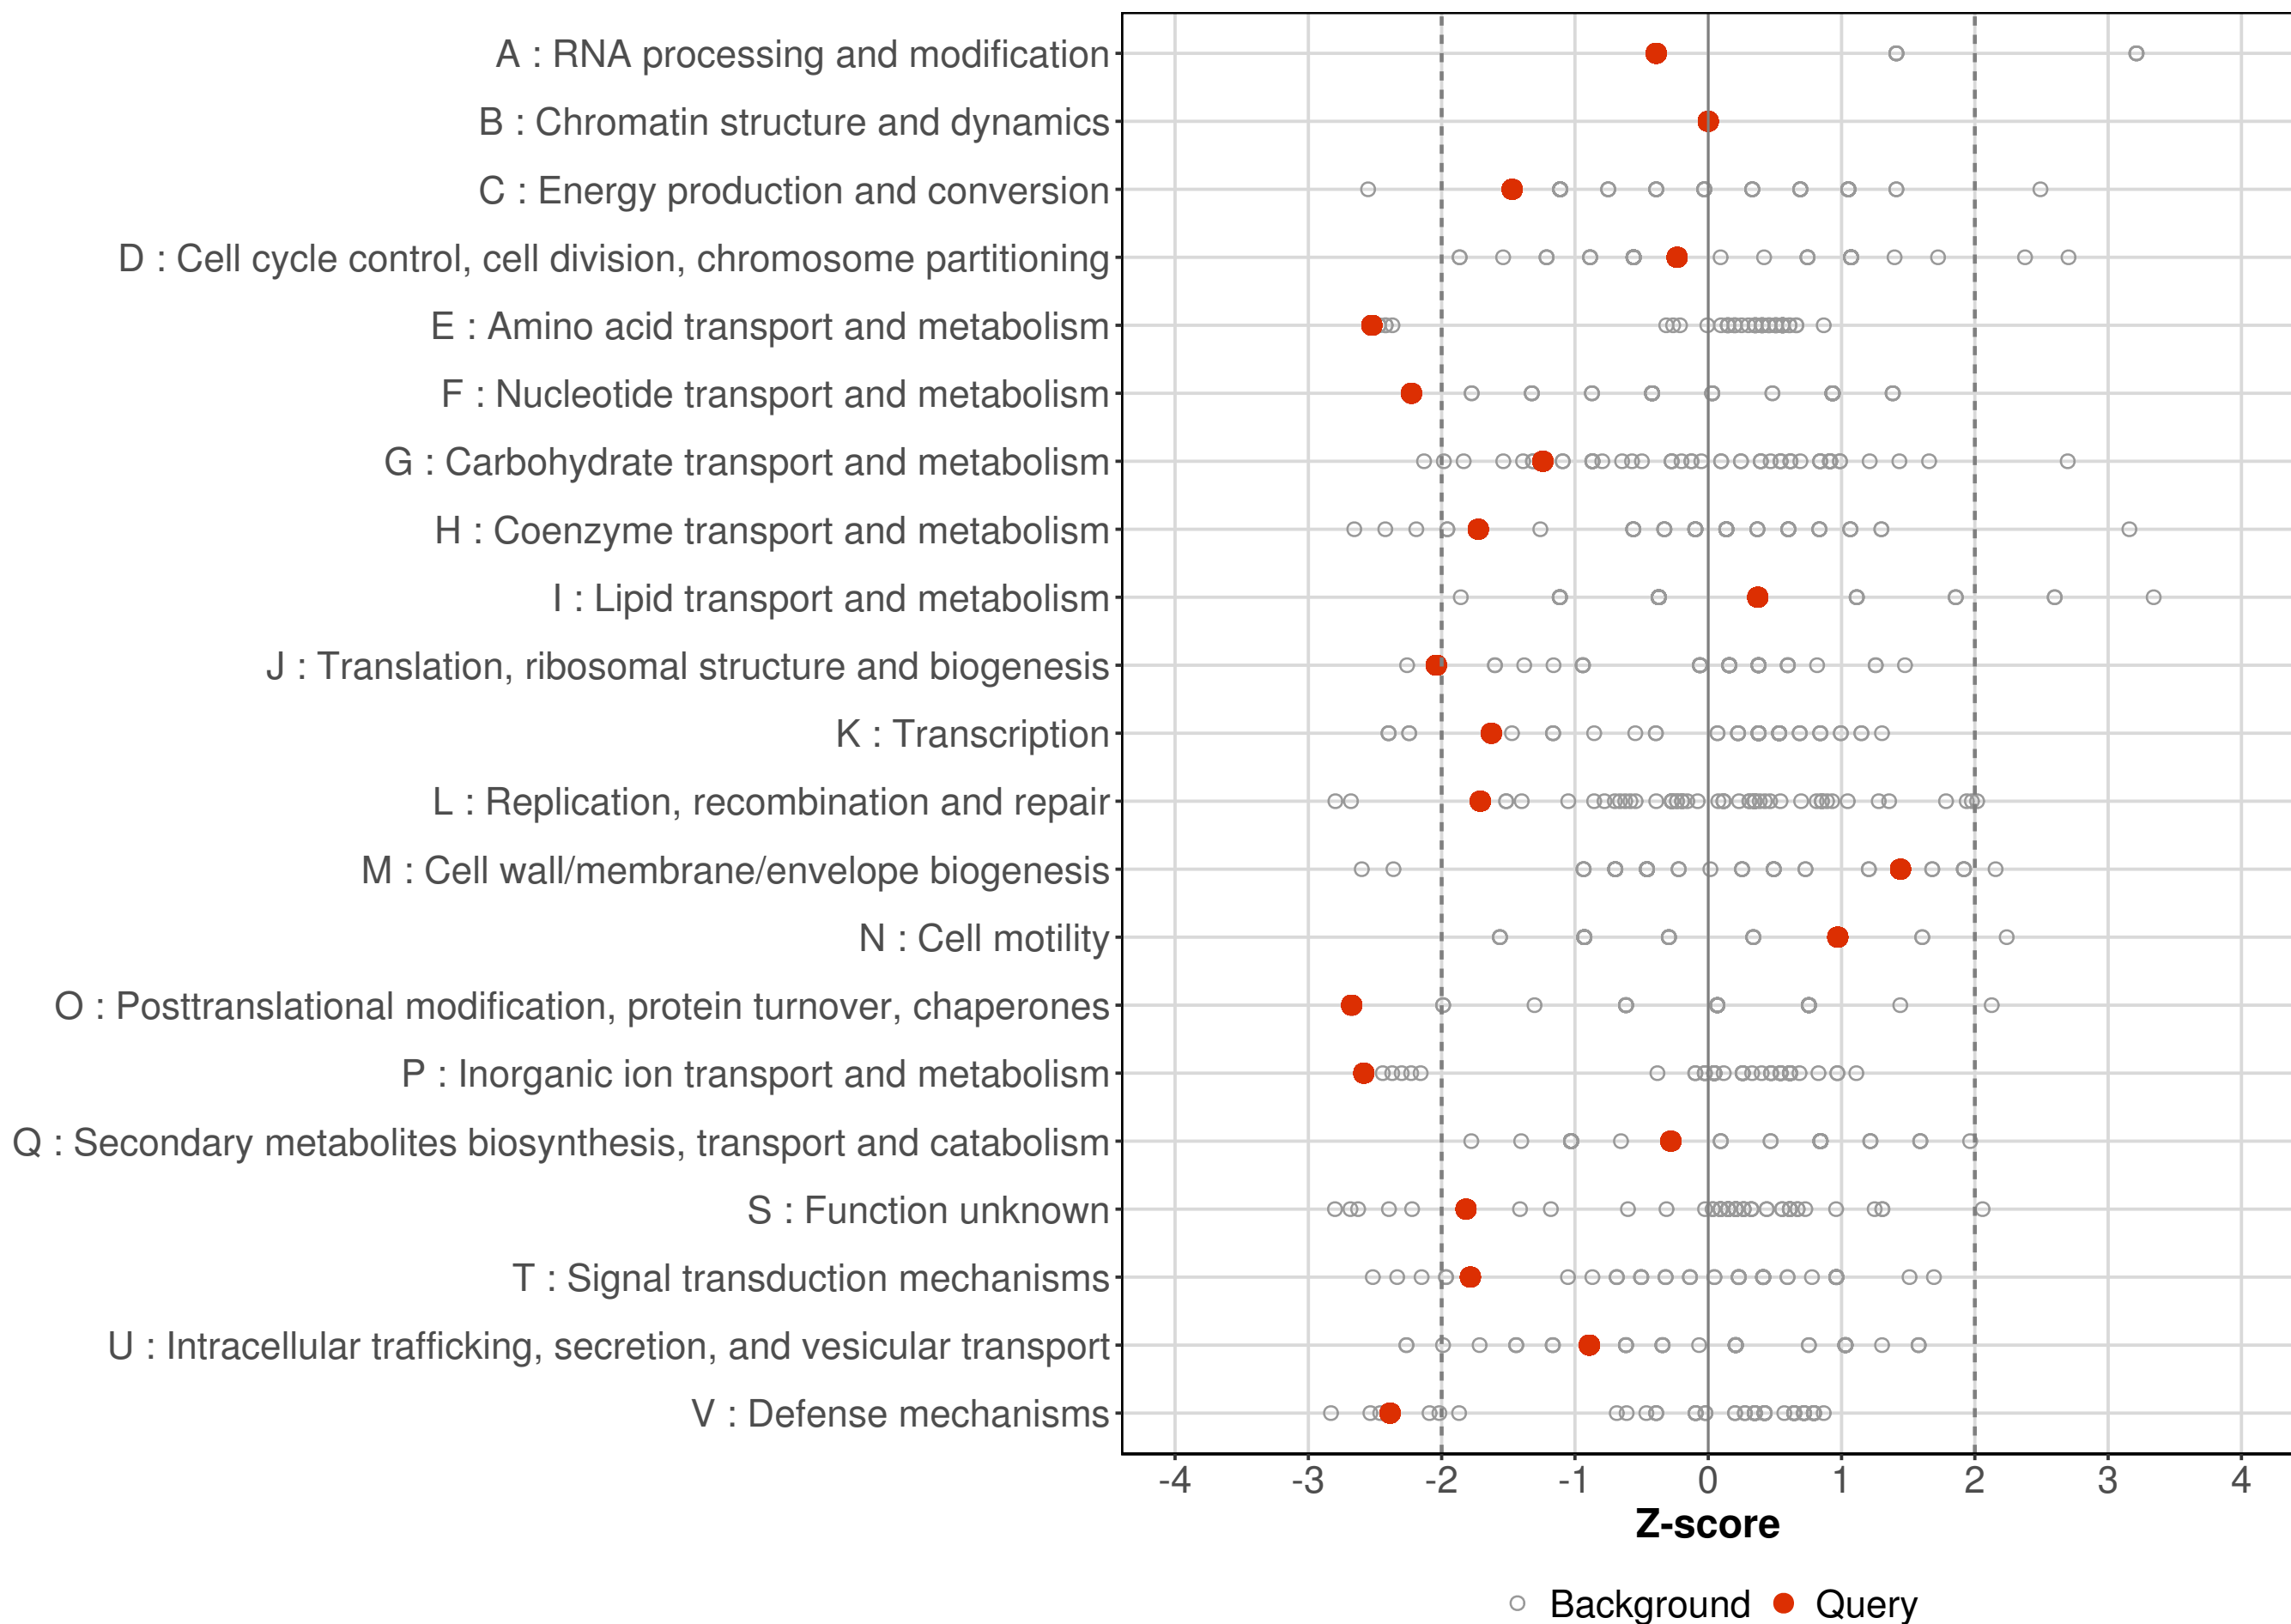 A : RNA processing and modification
B : Chromatin structure and dynamics
C : Energy production and conversion
D : Cell cycle control, cell division, chromosome partitioning
E : Amino acid transport and metabolism
F : Nucleotide transport and metabolism
G : Carbohydrate transport and metabolism
H : Coenzyme transport and metabolism
I : Lipid transport and metabolism
J : Translation, ribosomal structure and biogenesis
K : Transcription
L : Replication, recombination and repair
M : Cell wall/membrane/envelope biogenesis
N : Cell motility
O : Posttranslational modification, protein turnover, chaperones
P : Inorganic ion transport and metabolism
Q : Secondary metabolites biosynthesis, transport and catabolism
S : Function unknown
T : Signal transduction mechanisms
U : Intracellular trafficking, secretion, and vesicular transport
V : Defense mechanisms
-4 -3 -2 -1 0 1 2 3 4
Z-score
Background Query